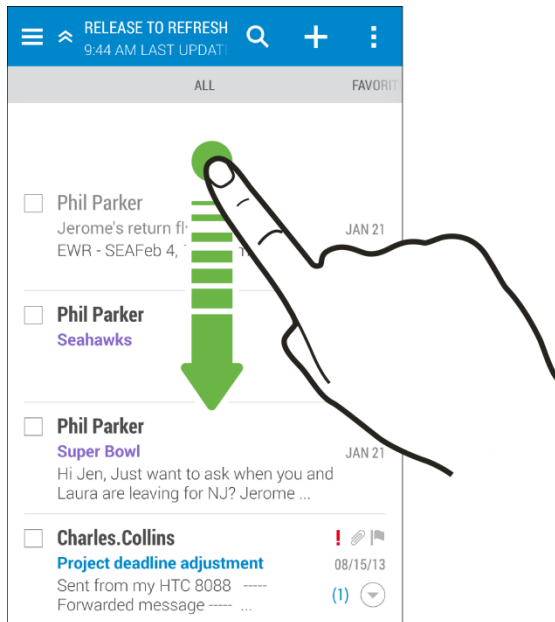 RELEASE TO REFRESH
9:44 AM LAST UPDAT
ALL FAVORIT
Phil Parker
Jerome's return fl JAN 21
EWR - SEAFeb 4,
Phil Parker
Seahawks
Phil Parker
Super Bowl JAN 21
Hi Jen, Just want to ask when you and
Laura are leaving for NJ? Jerome ...
Charles.Collins
Project deadline adjustment 08/15/13
Sent from my HTC 8088 -----
Forwarded message ----- ... (1)